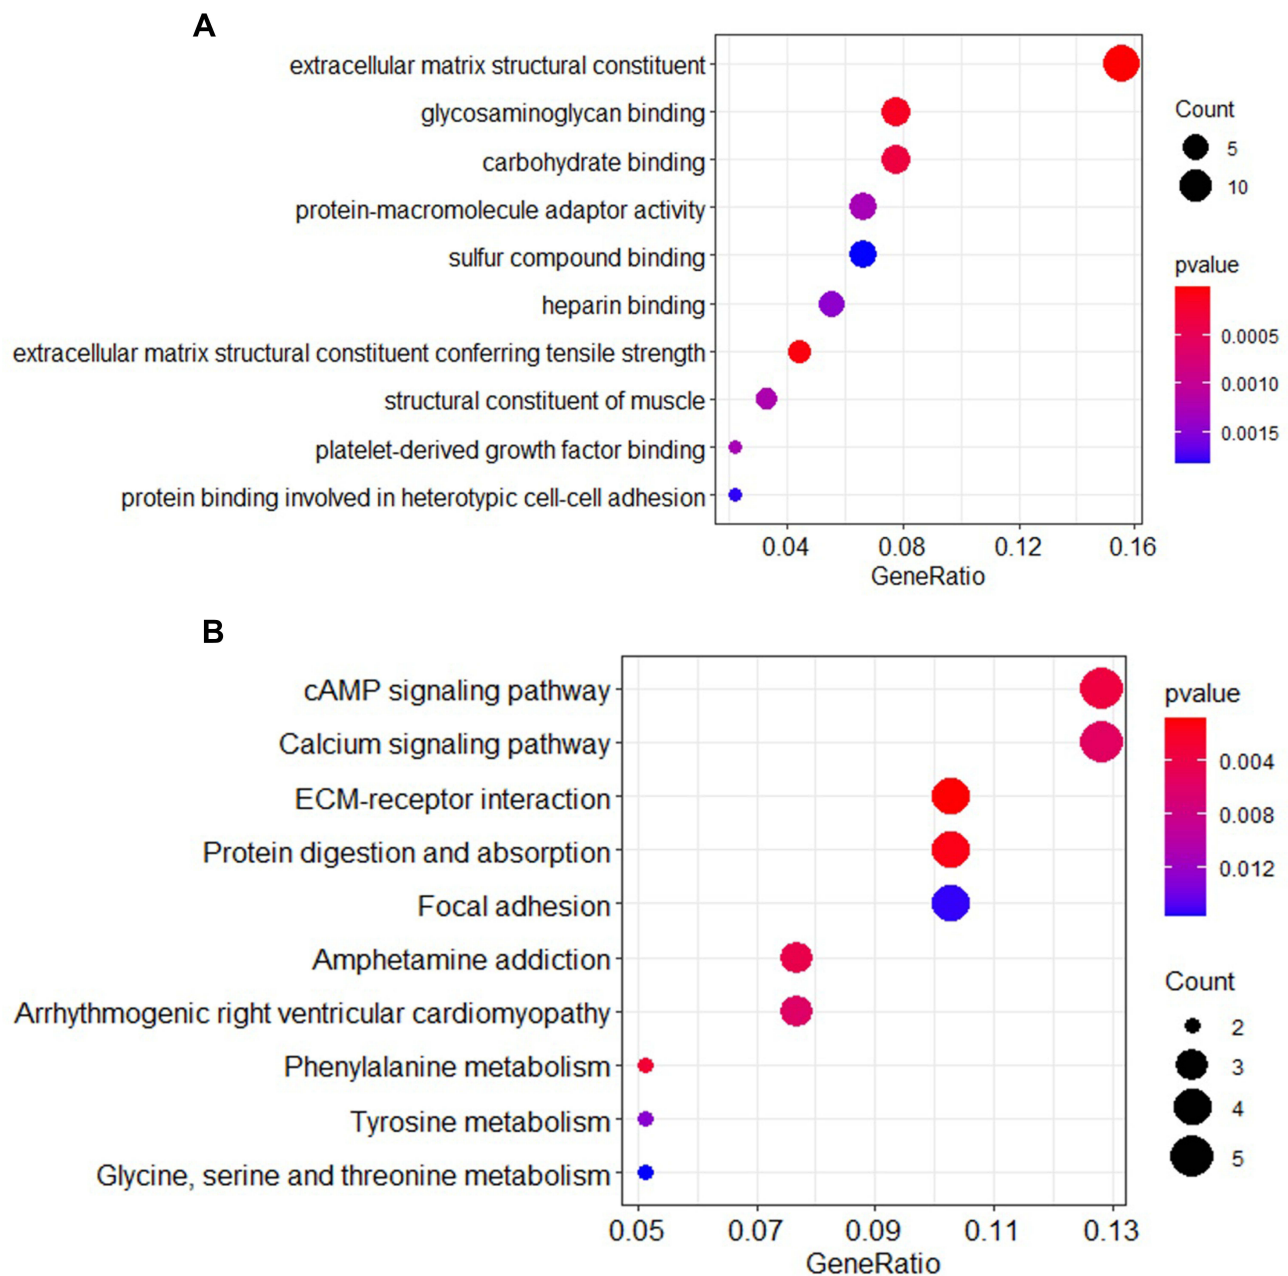 A
extracellular matrix structural constituent
glycosaminoglycan binding
carbohydrate binding
protein-macromolecule adaptor activity
sulfur compound binding
heparin binding
extracellular matrix structural constituent conferring tensile strength
structural constituent of muscle
platelet-derived growth factor binding
protein binding involved in heterotypic cell-cell adhesion
0.04 0.08 0.12 0.16
GeneRatio
Count
5
10
pvalue
0.0005
0.0010
0.0015
B
cAMP signaling pathway
Calcium signaling pathway
ECM-receptor interaction
Protein digestion and absorption
Focal adhesion
Amphetamine addiction
Arrhythmogenic right ventricular cardiomyopathy
Phenylalanine metabolism
Tyrosine metabolism
Glycine, serine and threonine metabolism
0.05 0.07 0.09 0.11 0.13
GeneRatio
pvalue
0.004
0.008
0.012
Count
2
3
4
5